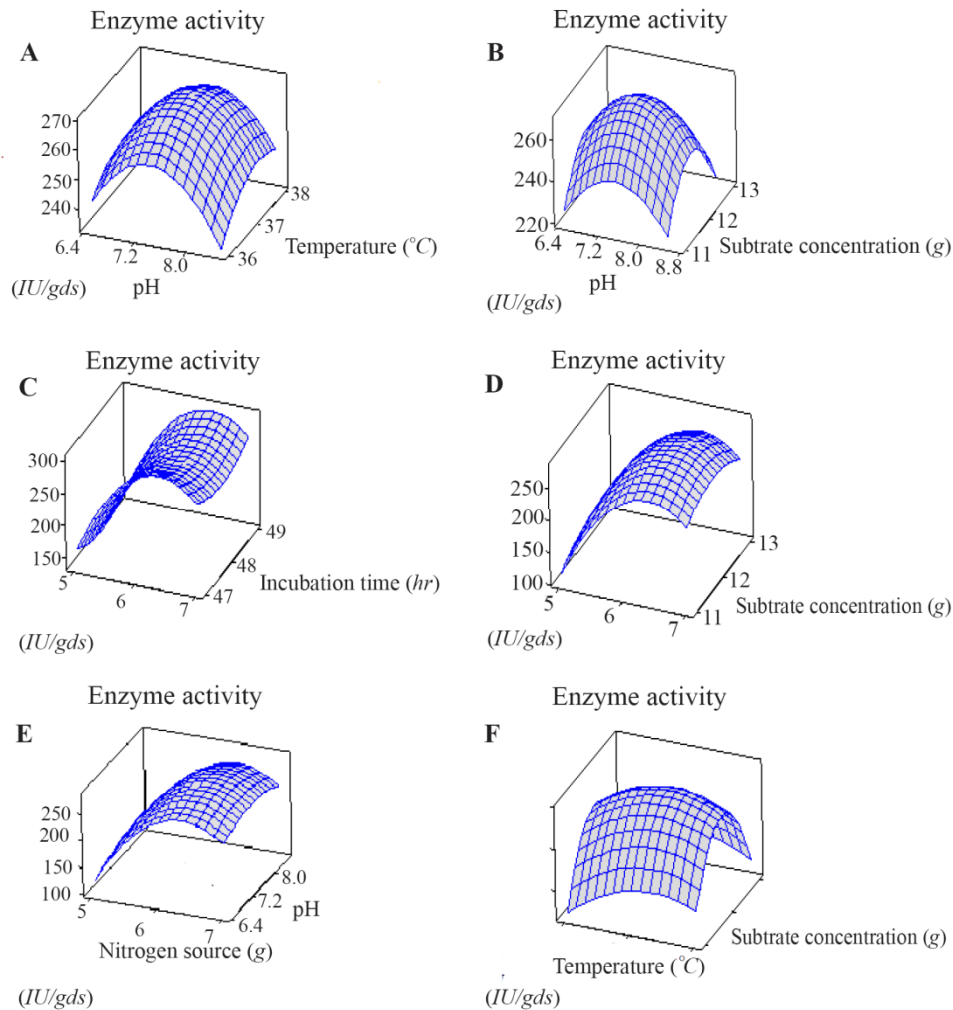 Enzyme activity
A
270
260
250
240
6.4
7.2
8.0
36
37
38
Temperature (°C)
pH
(IU/gds)
Enzyme activity
B
260
240
220
6.4
7.2
8.0
8.8
11
12
13
Subtrate concentration (g)
pH
(IU/gds)
Enzyme activity
C
300
250
200
150
5
6
7
47
48
49
Incubation time (hr)
(IU/gds)
Enzyme activity
D
250
200
150
100
5
6
7
11
12
13
Subtrate concentration (g)
(IU/gds)
Enzyme activity
E
250
200
150
100
5
6
7
6.4
7.2
8.0
pH
Nitrogen source (g)
(IU/gds)
Enzyme activity
F
Subtrate concentration (g)
Temperature (°C)
(IU/gds)